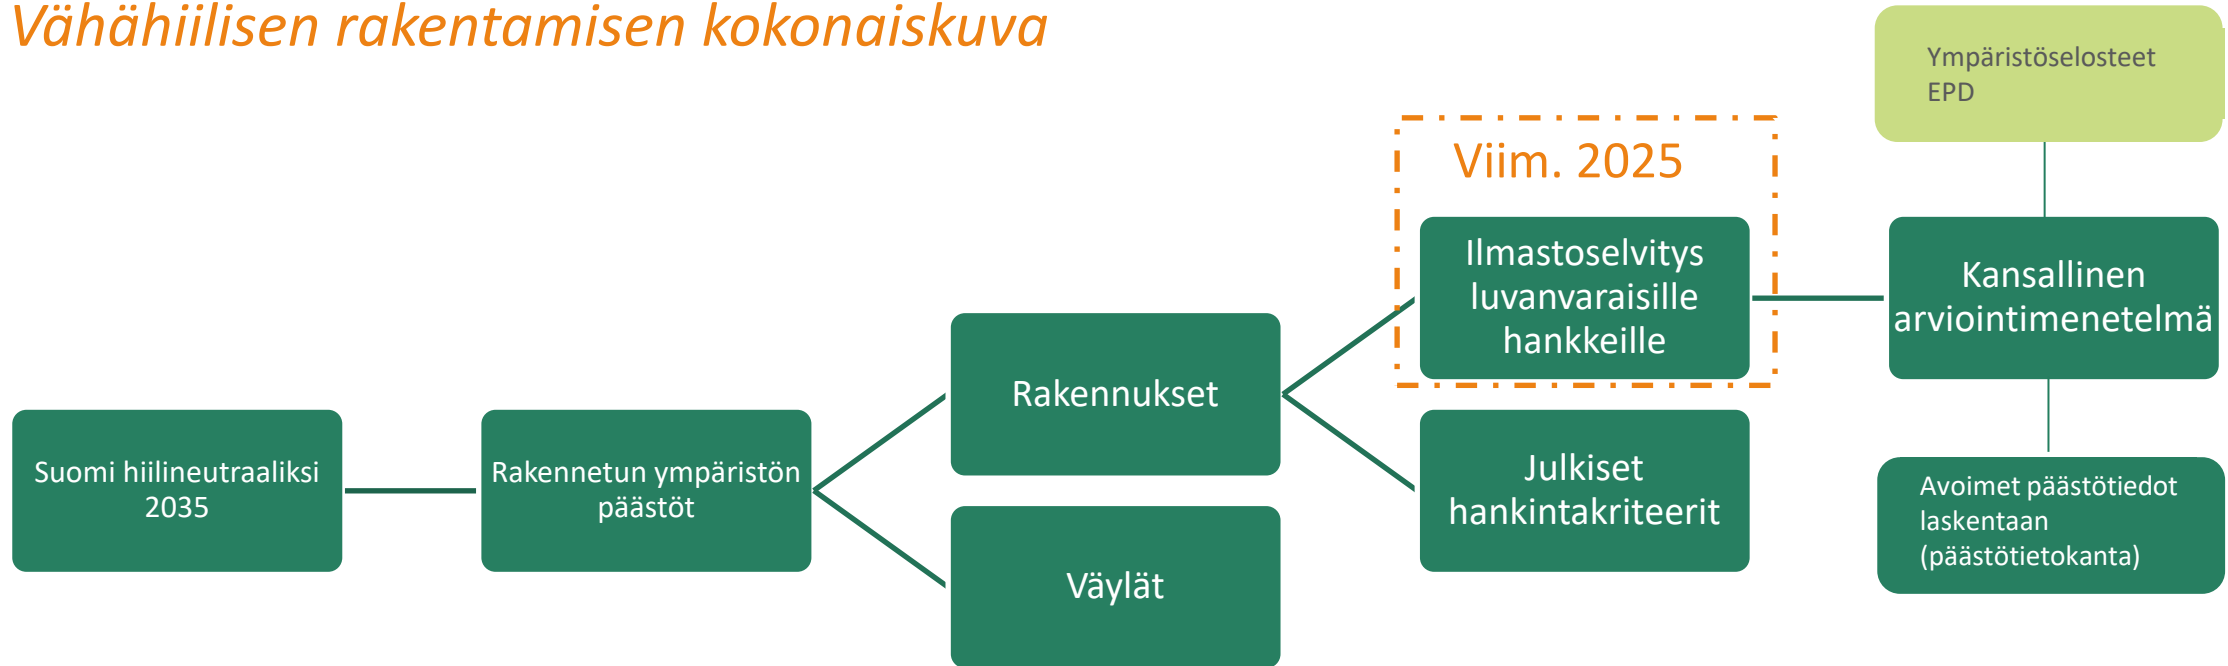 Vähähiilisen rakentamisen kokonaiskuva
Ympäristöselosteet
EPD
Viim. 2025
Ilmastoselvitys
luvanvaraisille
hankkeille
Kansallinen
arviointimenetelmä
Rakennukset
Suomi hiilineutraaliksi
2035
Rakennetun ympäristön
päästöt
Julkiset
hankintakriteerit
Avoimet päästötiedot
laskentaan
(päästötietokanta)
Väylät